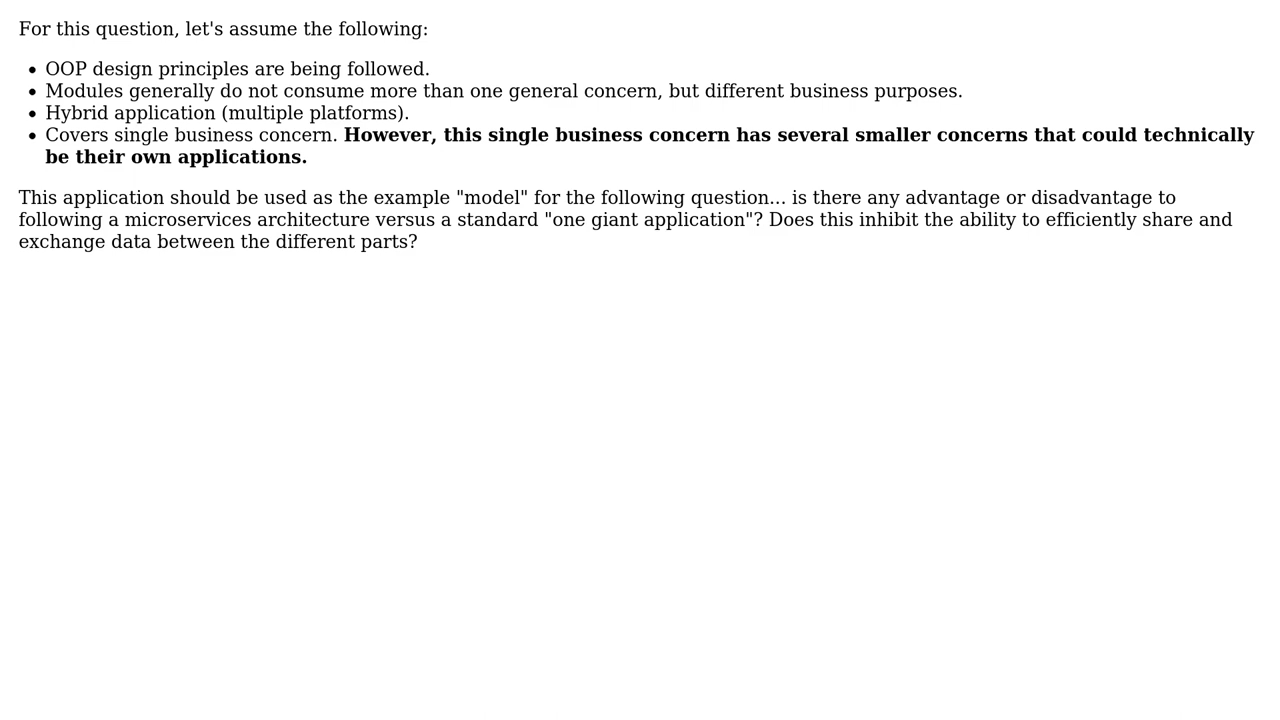 For this question, let's assume the following:
• OOP design principles are being followed.
• Modules generally do not consume more than one general concern, but different business purposes.
• Hybrid application (multiple platforms).
• Covers single business concern. However, this single business concern has several smaller concerns that could technically
be their own applications.
This application should be used as the example "model" for the following question... is there any advantage or disadvantage to
following a microservices architecture versus a standard "one giant application"? Does this inhibit the ability to efficiently share and
exchange data between the different parts?